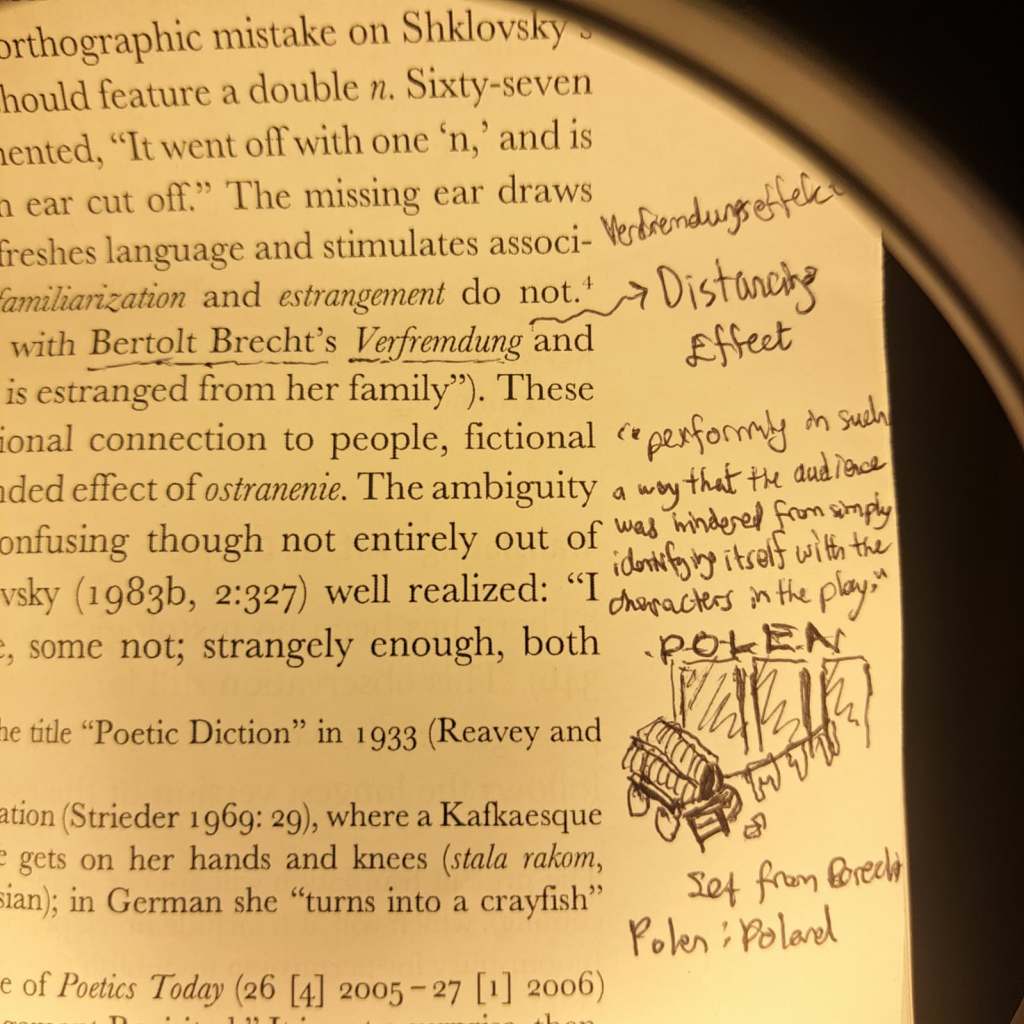 orthographic mistake on Shklovsky's
hould feature a double n. Sixty-seven
nented, “It went off with one ‘n,’ and is
n ear cut off.” The missing ear draws
freshes language and stimulates associ-
familiarization and estrangement do not.⁴
with Bertolt Brecht’s Verfremdung and
is estranged from her family”). These
ional connection to people, fictional
nded effect of ostranenie. The ambiguity
onfusing though not entirely out of
vsky (1983b, 2:327) well realized: “I
e, some not; strangely enough, both
he title “Poetic Diction” in 1933 (Reavey and
ation (Strieder 1969: 29), where a Kafkaesque
e gets on her hands and knees (stala rakom,
sian); in German she “turns into a crayfish”
e of Poetics Today (26 [4] 2005–27 [1] 2006)
Verfremdungseffekt
Distancing
Effect
“performing in such
a way that the audience
was hindered from simply
identifying itself with the
characters in the play."
POLEN
Set from Brecht
Polen : Poland